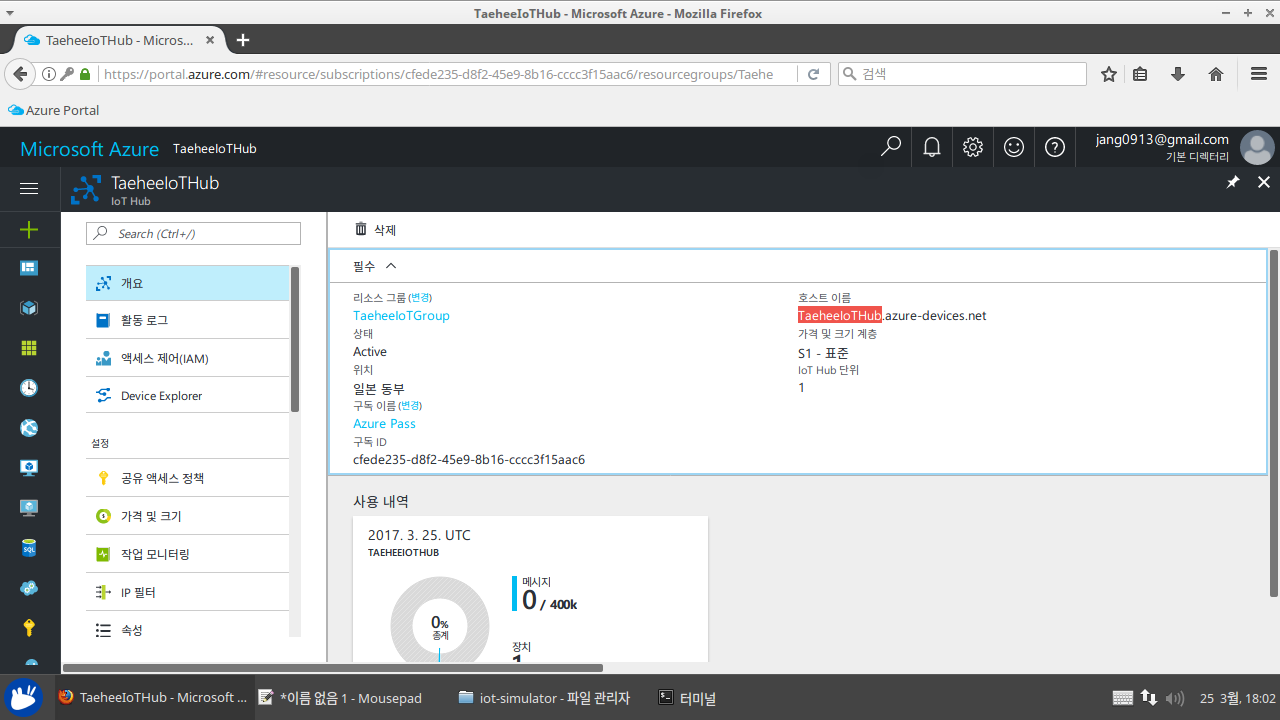 TaeheeIoTHub - Microsoft Azure - Mozilla Firefox
TaeheeIoTHub - Micros...
https://portal.azure.com/#resource/subscriptions/cfede235-d8f2-45e9-8b16-cccc3f15aac6/resourcegroups/Taehe
검색
Azure Portal
Microsoft Azure TaeheeIoTHub
jang0913@gmail.com
기본 디렉터리
TaeheeIoTHub
IoT Hub
Search (Ctrl+/)
개요
활동 로그
액세스 제어(IAM)
Device Explorer
설정
공유 액세스 정책
가격 및 크기
작업 모니터링
IP 필터
속성
삭제
필수
리소스 그룹 (변경)
TaeheeIoTGroup
상태
Active
위치
일본 동부
구독 이름 (변경)
Azure Pass
구독 ID
cfede235-d8f2-45e9-8b16-cccc3f15aac6
호스트 이름
TaeheeIoTHub.azure-devices.net
가격 및 크기 계층
S1 - 표준
IoT Hub 단위
1
사용 내역
2017. 3. 25. UTC
TAEHEEIOTHUB
0%
총계
메시지
0 / 400k
장치
1
SQL
TaeheeIoTHub - Microsoft ...
*이름 없음 1 - Mousepad
iot-simulator - 파일 관리자
터미널
25 3월, 18:02